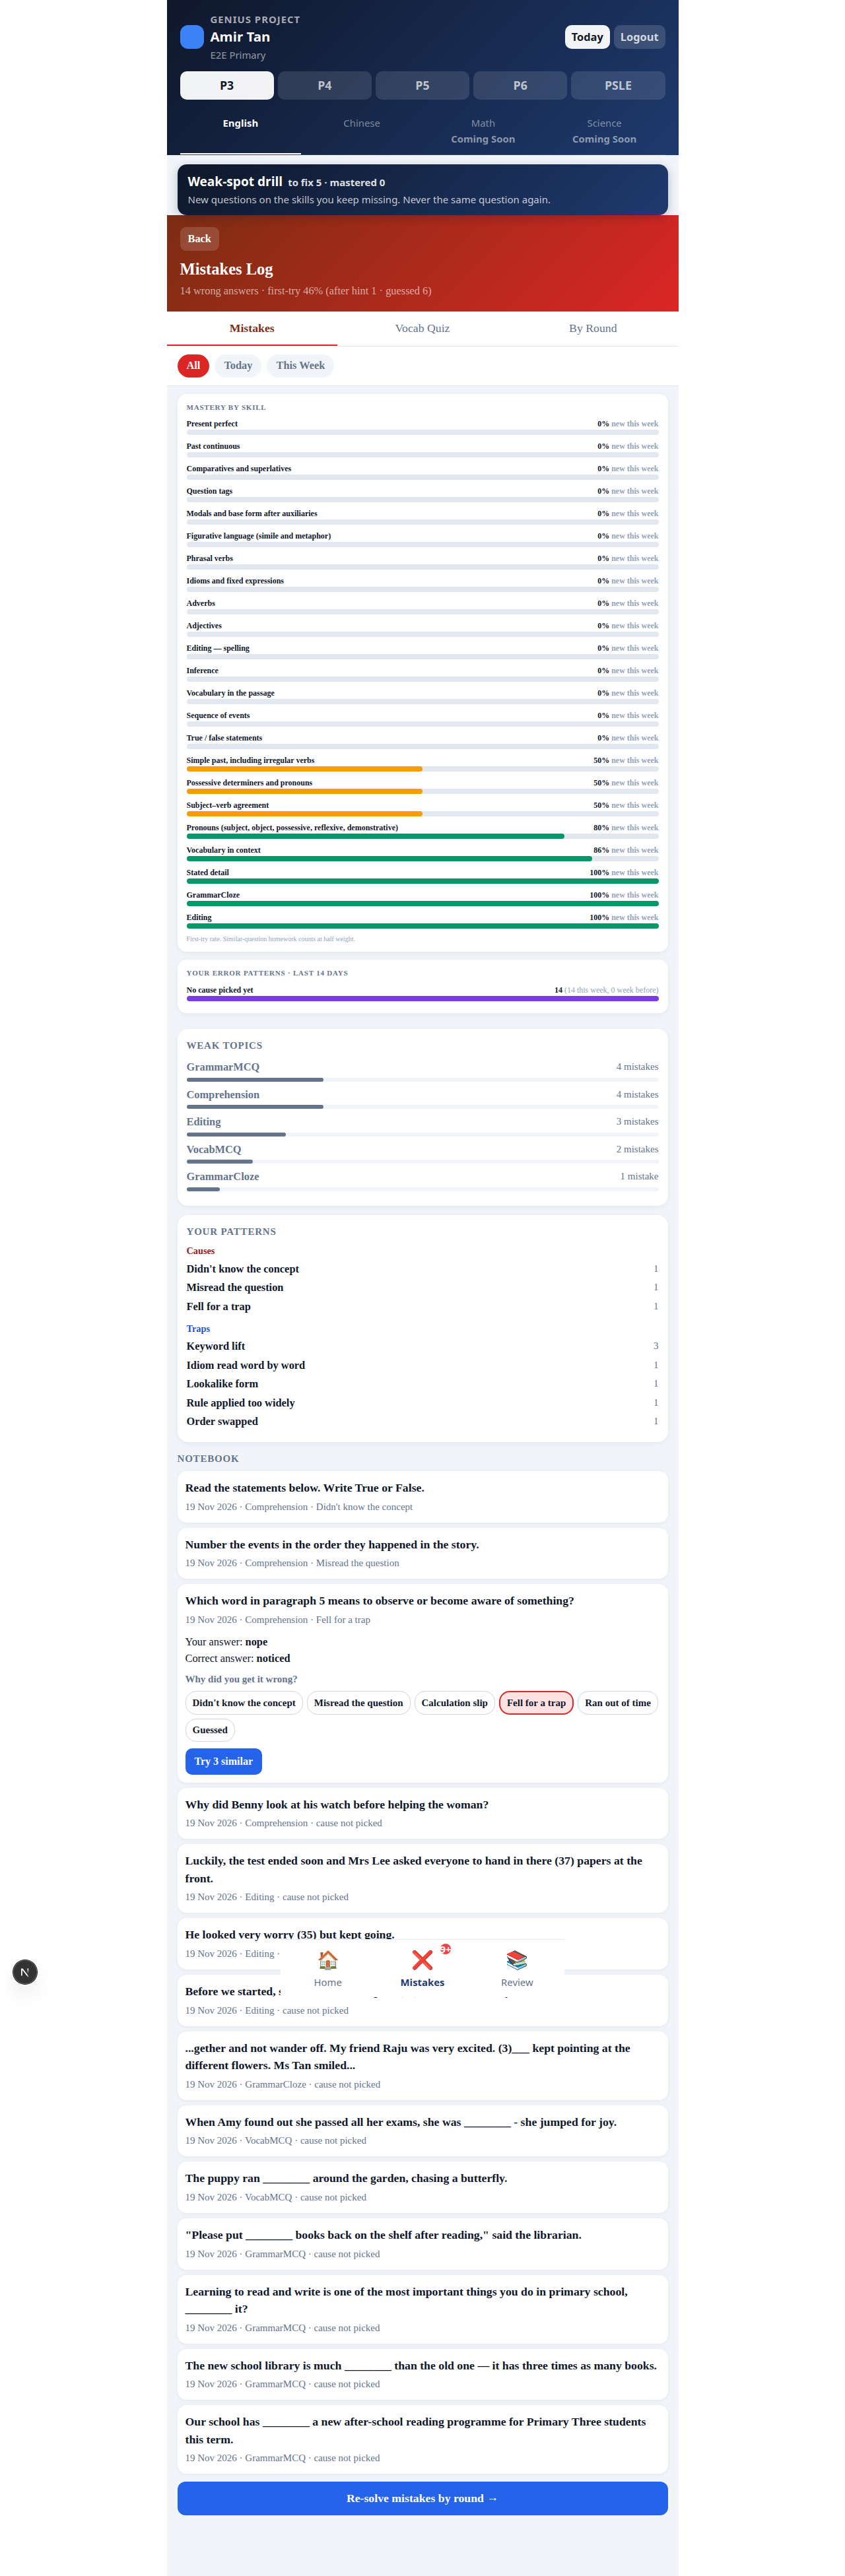 GENIUS PROJECT
Amir Tan
E2E Primary
Today
Logout
P3
P4
P5
P6
PSLE
English
Chinese
Math
Coming Soon
Science
Coming Soon
Weak-spot drill to fix 5 · mastered 0
New questions on the skills you keep missing. Never the same question again.
Back
Mistakes Log
14 wrong answers · first-try 46% (after hint 1 · guessed 6)
Mistakes
Vocab Quiz
By Round
All
Today
This Week
MASTERY BY SKILL
Present perfect 0% new this week
Past continuous 0% new this week
Comparatives and superlatives 0% new this week
Question tags 0% new this week
Modals and base form after auxiliaries 0% new this week
Figurative language (simile and metaphor) 0% new this week
Phrasal verbs 0% new this week
Idioms and fixed expressions 0% new this week
Adverbs 0% new this week
Adjectives 0% new this week
Editing — spelling 0% new this week
Inference 0% new this week
Vocabulary in the passage 0% new this week
Sequence of events 0% new this week
True / false statements 0% new this week
Simple past, including irregular verbs 50% new this week
Possessive determiners and pronouns 50% new this week
Subject–verb agreement 50% new this week
Pronouns (subject, object, possessive, reflexive, demonstrative) 80% new this week
Vocabulary in context 86% new this week
Stated detail 100% new this week
GrammarCloze 100% new this week
Editing 100% new this week
First-try rate. Similar-question homework counts at half weight.
YOUR ERROR PATTERNS · LAST 14 DAYS
No cause picked yet 14 (14 this week, 0 week before)
WEAK TOPICS
GrammarMCQ 4 mistakes
Comprehension 4 mistakes
Editing 3 mistakes
VocabMCQ 2 mistakes
GrammarCloze 1 mistake
YOUR PATTERNS
Causes
Didn't know the concept 1
Misread the question 1
Fell for a trap 1
Traps
Keyword lift 3
Idiom read word by word 1
Lookalike form 1
Rule applied too widely 1
Order swapped 1
NOTEBOOK
Read the statements below. Write True or False.
19 Nov 2026 · Comprehension · Didn't know the concept
Number the events in the order they happened in the story.
19 Nov 2026 · Comprehension · Misread the question
Which word in paragraph 5 means to observe or become aware of something?
19 Nov 2026 · Comprehension · Fell for a trap
Your answer: nope
Correct answer: noticed
Why did you get it wrong?
Didn't know the concept
Misread the question
Calculation slip
Fell for a trap
Ran out of time
Guessed
Try 3 similar
Why did Benny look at his watch before helping the woman?
19 Nov 2026 · Comprehension · cause not picked
Luckily, the test ended soon and Mrs Lee asked everyone to hand in there (37) papers at the
front.
19 Nov 2026 · Editing · cause not picked
He looked very worry (35) but kept going.
19 Nov 2026 · Editing ·
9+
Home
Mistakes
Review
Before we started,
19 Nov 2026 · Editing · cause not picked
...gether and not wander off. My friend Raju was very excited. (3)___ kept pointing at the
different flowers. Ms Tan smiled...
19 Nov 2026 · GrammarCloze · cause not picked
When Amy found out she passed all her exams, she was ________ - she jumped for joy.
19 Nov 2026 · VocabMCQ · cause not picked
The puppy ran ________ around the garden, chasing a butterfly.
19 Nov 2026 · VocabMCQ · cause not picked
"Please put ________ books back on the shelf after reading," said the librarian.
19 Nov 2026 · GrammarMCQ · cause not picked
Learning to read and write is one of the most important things you do in primary school,
________ it?
19 Nov 2026 · GrammarMCQ · cause not picked
The new school library is much ________ than the old one — it has three times as many books.
19 Nov 2026 · GrammarMCQ · cause not picked
Our school has ________ a new after-school reading programme for Primary Three students
this term.
19 Nov 2026 · GrammarMCQ · cause not picked
Re-solve mistakes by round →